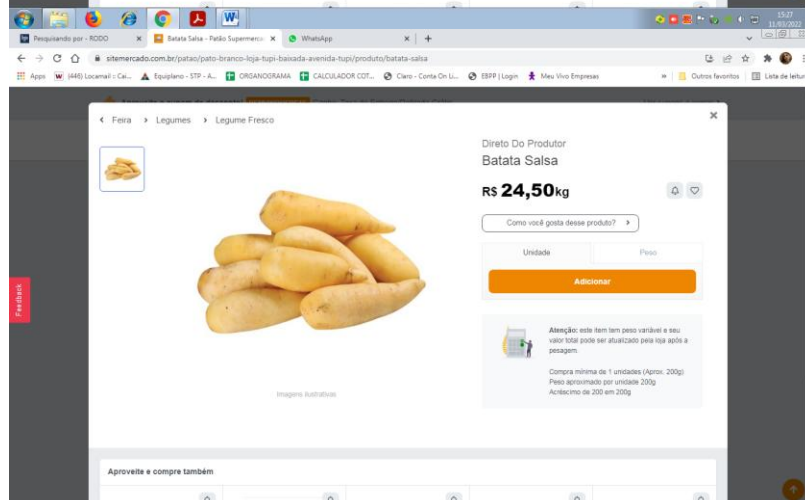 15:27
11/03/2022
Pesquisando por - RODO
Batata Salsa - Patão Supermerc
WhatsApp
sitemercado.com.br/patao/pato-branco-loja-tupi-baixada-avenida-tupi/produto/batata-salsa
Apps
(446) Locamail :: Cai...
Equiplano - STP - A...
ORGANOGRAMA
CALCULADOR COT...
Claro - Conta On Li...
EBPP | Login
Meu Vivo Empresas
»
Outros favoritos
Lista de leitur
Feira > Legumes > Legume Fresco
Direto Do Produtor
Batata Salsa
R$ 24,50kg
Como você gosta desse produto? >
Unidade Peso
Adicionar
Feedback
Atenção: este item tem peso variável e seu
valor total pode ser atualizado pela loja após a
pesagem.
Compra mínima de 1 unidades (Aprox. 200g)
Peso aproximado por unidade 200g
Acréscimo de 200 em 200g
Imagens ilustrativas
Aproveite e compre também